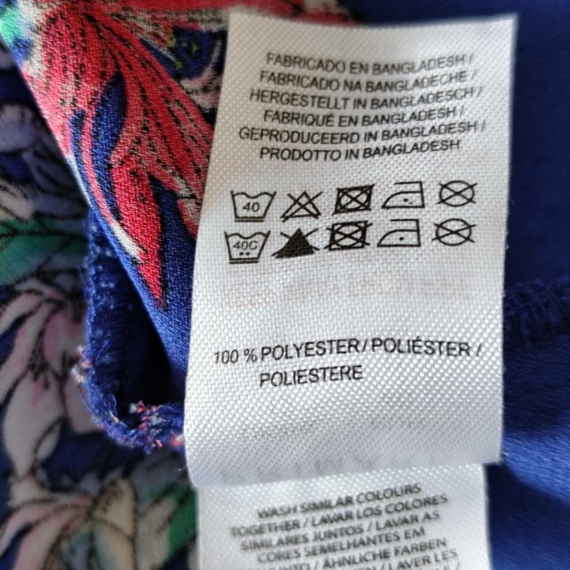 FABRICADO EN BANGLADESH /
FABRICADO NA BANGLADECHE /
HERGESTELLT IN BANGLADESCH /
FABRIQUÉ EN BANGLADESH /
GEPRODUCEERD IN BANGLADESH /
PRODOTTO IN BANGLADESH
40
40C
100 % POLYESTER / POLIÉSTER /
POLIESTERE
WASH SIMILAR COLOURS
TOGETHER / LAVAR LOS COLORES
SIMILARES JUNTOS / LAVAR AS
CORES SEMELHANTES EM
CONJUNTO / ÄHNLICHE FARBEN
LAVER LES